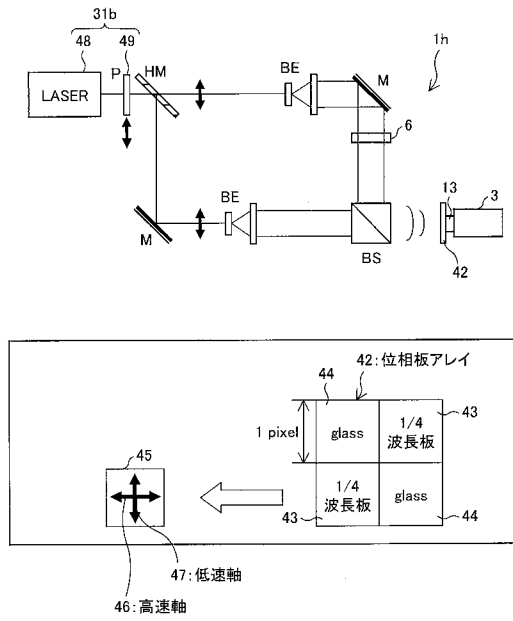 31b
48
49
P
HM
LASER
BE
M
1h
6
M
BE
BS
13
3
42
44
42:位相板アレイ
43
1 pixel
glass
1/4
波長板
1/4
波長板
glass
43
44
45
47:低速軸
46:高速軸